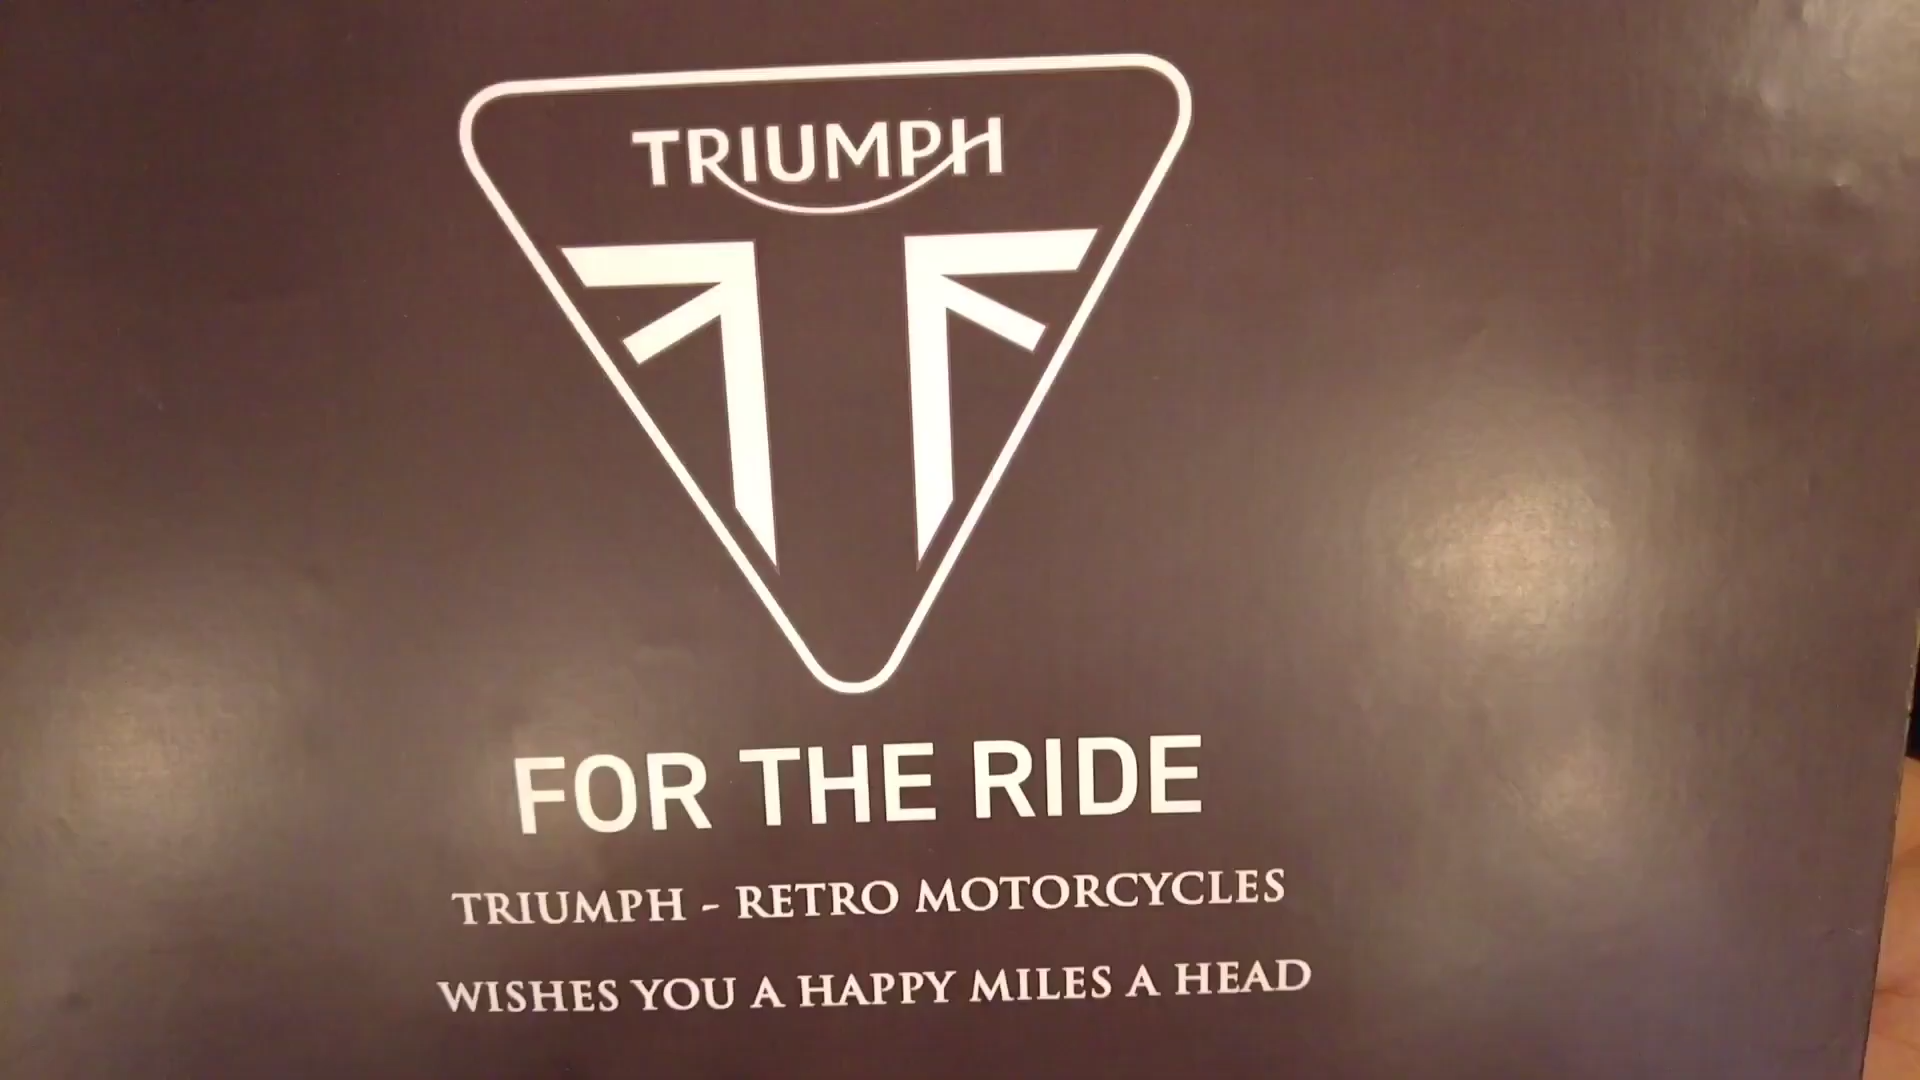 TRIUMPH
FOR THE RIDE
TRIUMPH - RETRO MOTORCYCLES
WISHES YOU A HAPPY MILES A HEAD